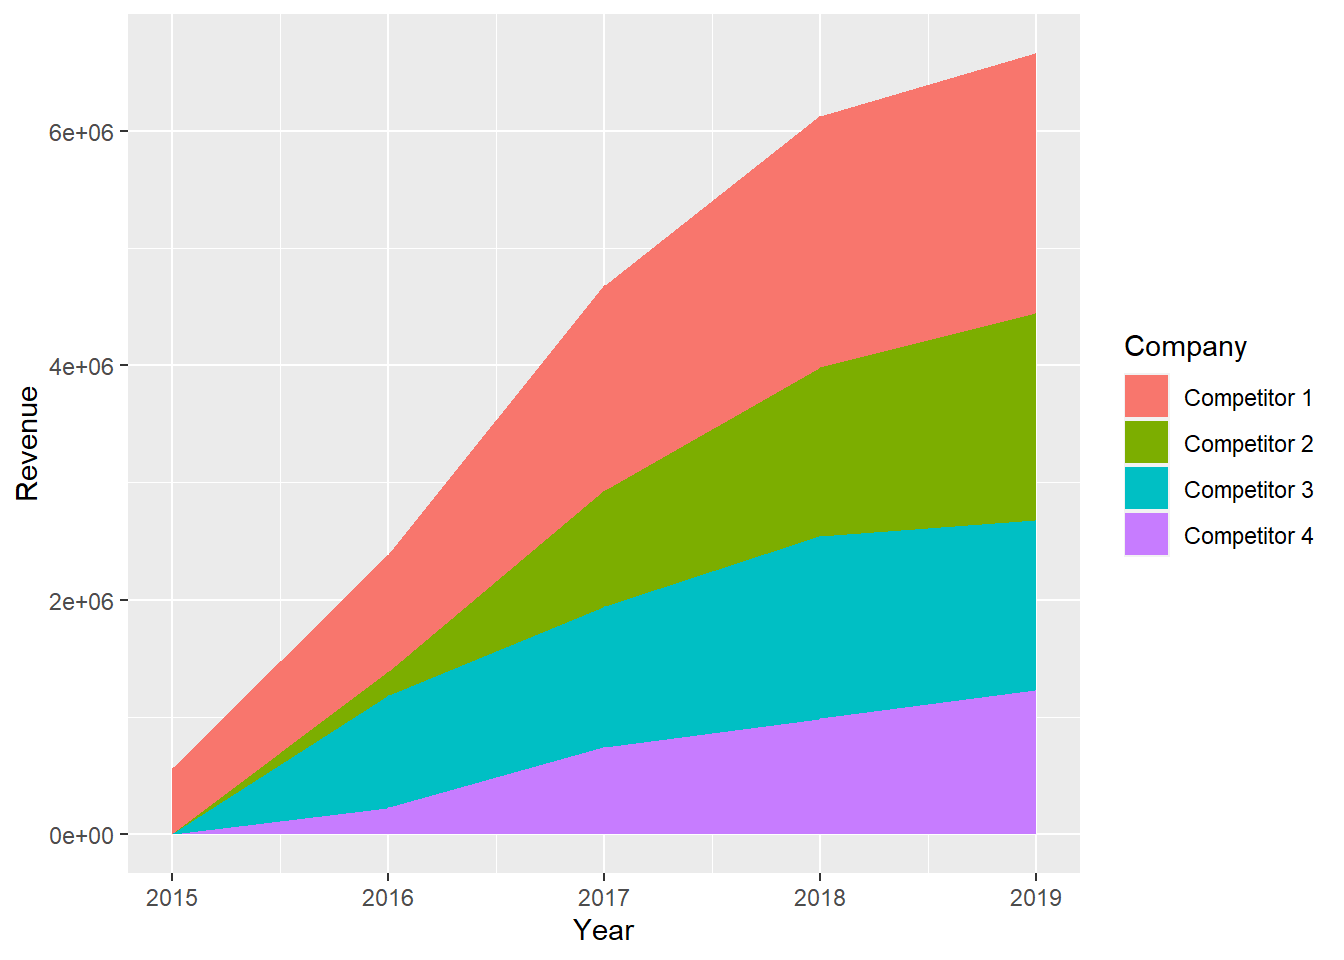 Revenue
6e+06
4e+06
2e+06
0e+00
2015 2016 2017 2018 2019
Year
Company
Competitor 1
Competitor 2
Competitor 3
Competitor 4